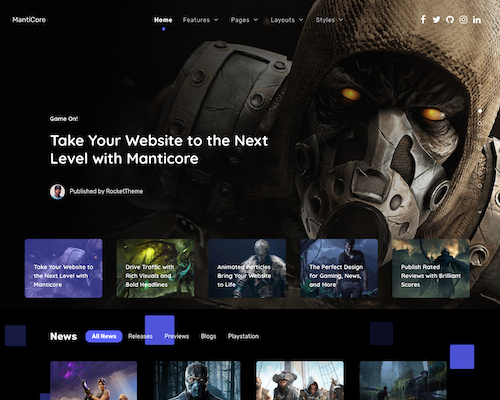 MantiCore
Home Features Pages Layouts Styles
Game On!
Take Your Website to the Next
Level with Manticore
Published by RocketTheme
Take Your Website to
the Next Level with
Manticore
Drive Traffic with
Rich Visuals and
Bold Headlines
Animated Particles
Bring Your Website
to Life
The Perfect Design
for Gaming, News,
and More
Publish Rated
Reviews with Brilliant
Scores
News All News Releases Previews Blogs Playstation